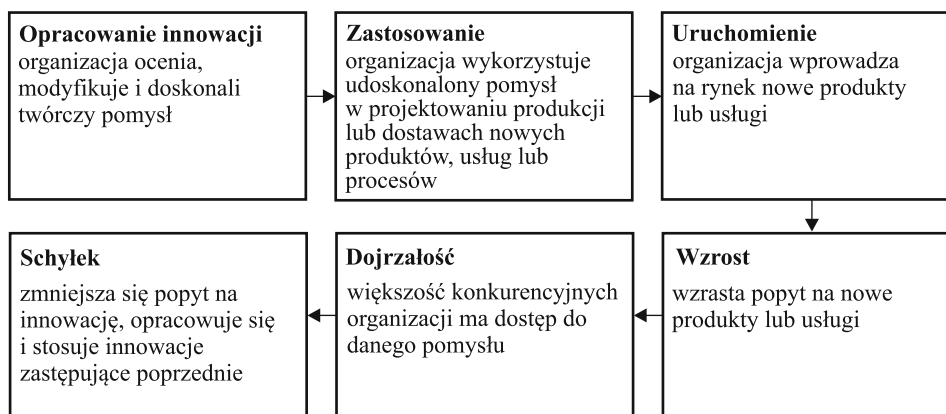 Opracowanie innowacji
organizacja ocenia,
modyfikuje i doskonali
twórczy pomysł
Zastosowanie
organizacja wykorzystuje
udoskonalony pomysł
w projektowaniu produkcji
lub dostawach nowych
produktów, usług lub
procesów
Uruchomienie
organizacja wprowadza
na rynek nowe produkty
lub usługi
Wzrost
wzrasta popyt na nowe
produkty lub usługi
Dojrzałość
większość konkurencyjnych
organizacji ma dostęp do
danego pomysłu
Schyłek
zmniejsza się popyt na
innowację, opracowuje się
i stosuje innowacje
zastępujące poprzednie